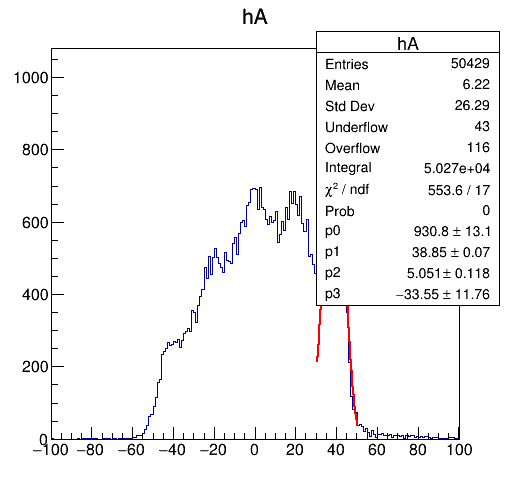 hA
hA
Entries 50429
Mean 6.22
Std Dev 26.29
Underflow 43
Overflow 116
Integral 5.027e+04
χ² / ndf 553.6 / 17
Prob 0
p0 930.8 ± 13.1
p1 38.85 ± 0.07
p2 5.051 ± 0.118
p3 −33.55 ± 11.76
1000
800
600
400
200
0
−100 −80 −60 −40 −20 0 20 40 60 80 100